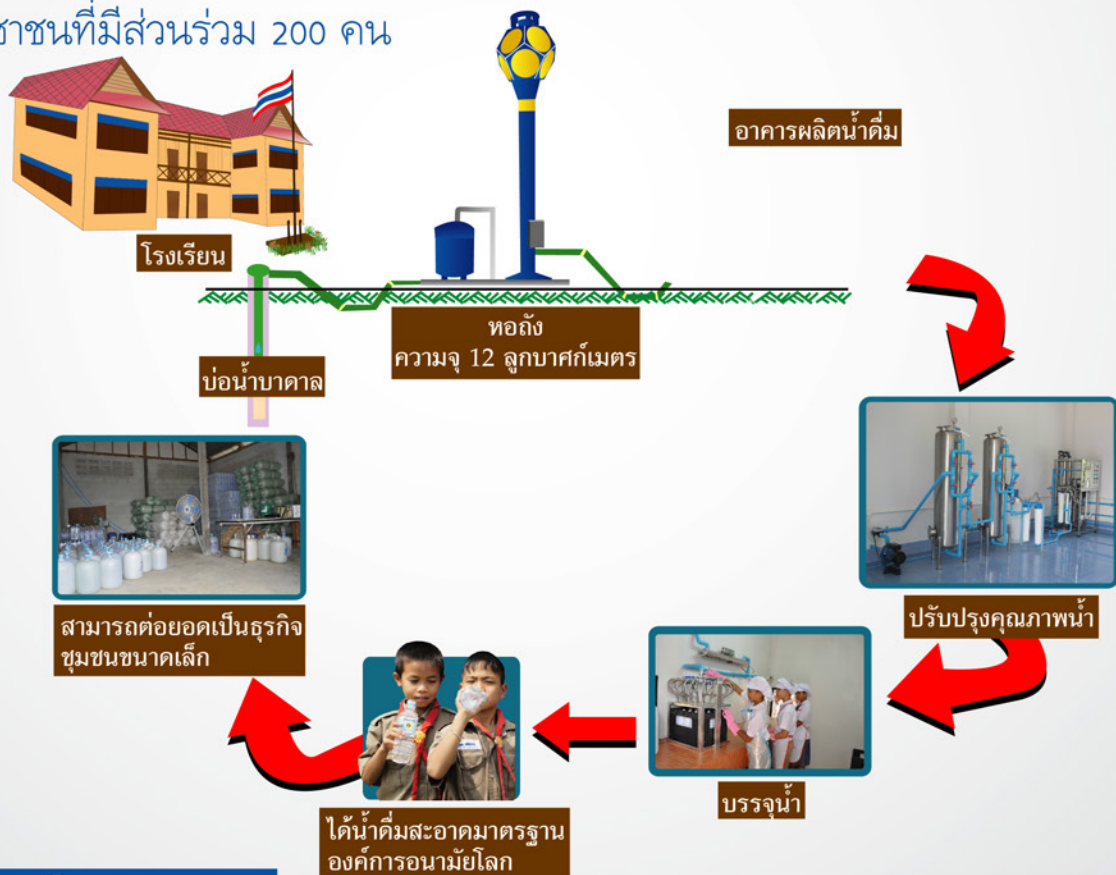 ชาชนที่มีส่วนร่วม 200 คน
อาคารผลิตน้ำดื่ม
โรงเรียน
หอถัง
ความจุ 12 ลูกบาศก์เมตร
บ่อน้ำบาดาล
ปรับปรุงคุณภาพน้ำ
สามารถต่อยอดเป็นธุรกิจ
ชุมชนขนาดเล็ก
บรรจุน้ำ
ได้น้ำดื่มสะอาดมาตรฐาน
องค์การอนามัยโลก